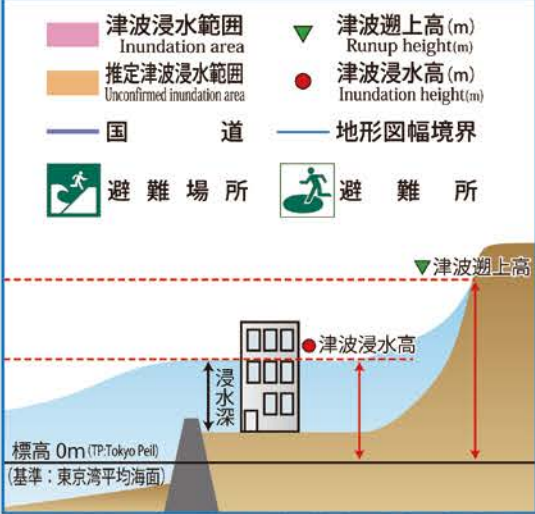 津波浸水範囲
Inundation area
津波遡上高(m)
Runup height(m)
推定津波浸水範囲
Unconfirmed inundation area
津波浸水高(m)
Inundation height(m)
国道
地形図幅境界
避難場所
避難所
津波遡上高
津波浸水高
浸水深
標高 0m (TP:Tokyo Peil)
(基準：東京湾平均海面)